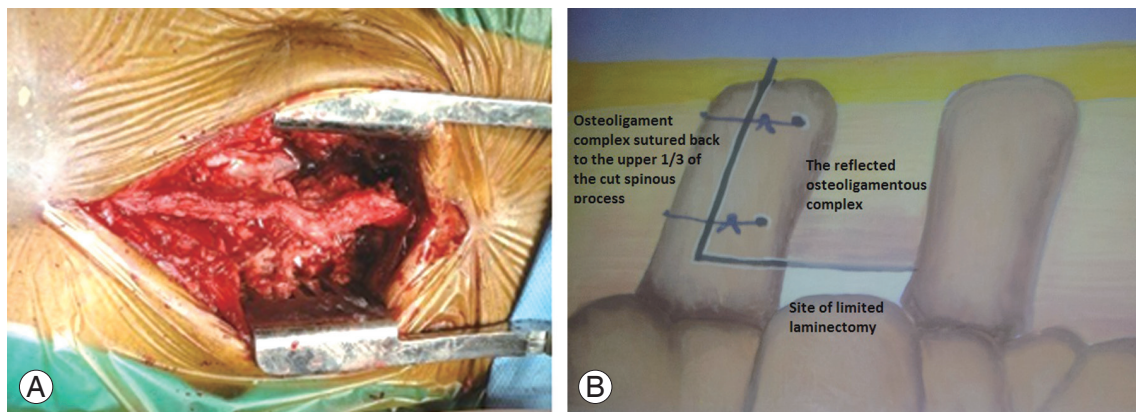 Osteoligament
complex sutured back
to the upper 1/3 of
the cut spinous
process
The reflected
osteoligamentous
complex
Site of limited
laminectomy
A
B